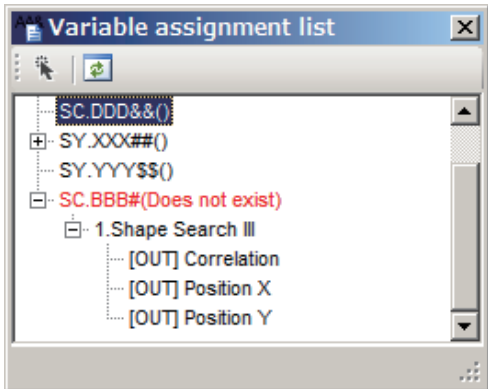 Variable assignment list
SC.DDD&&()
SY.XXX##()
SY.YYY$$()
SC.BBB#(Does not exist)
1.Shape Search III
[OUT] Correlation
[OUT] Position X
[OUT] Position Y